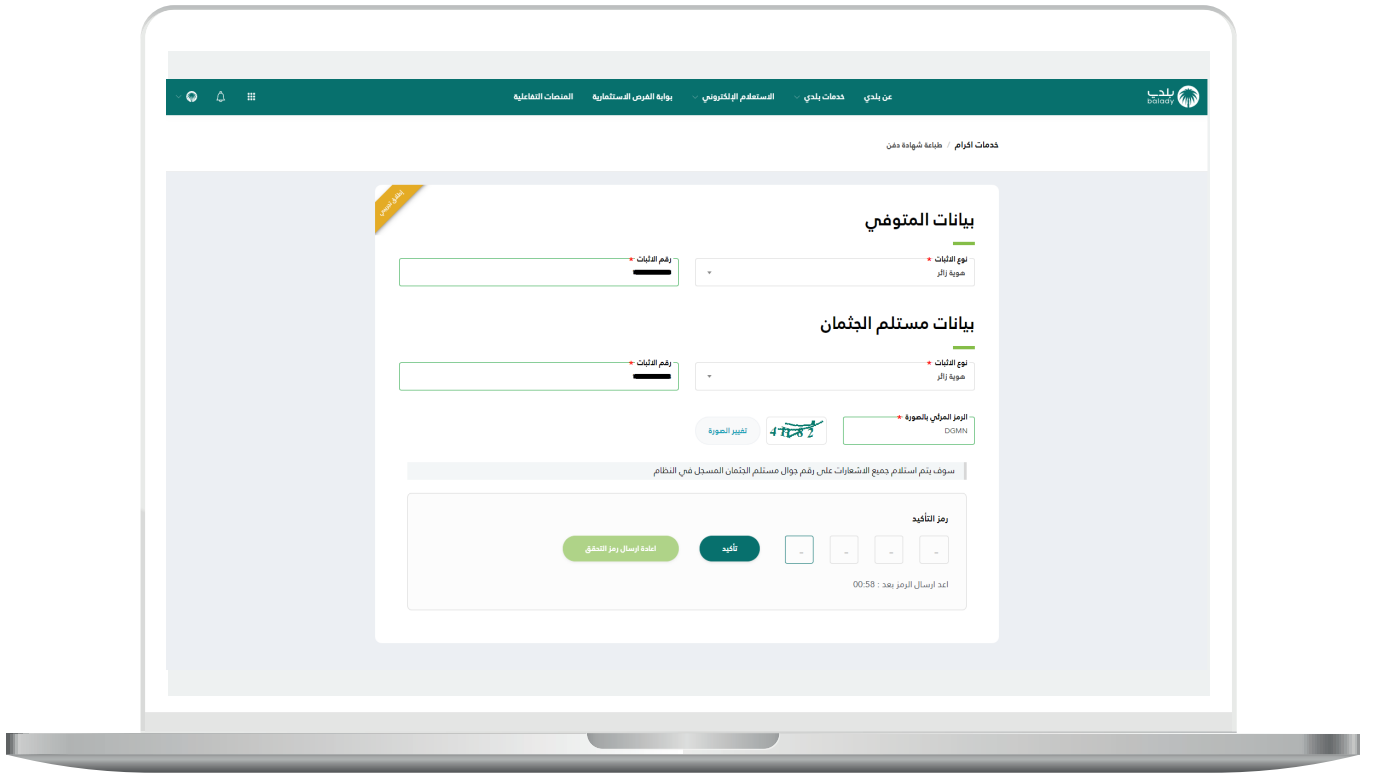 بلدي
balady
عن بلدي
خدمات بلدي
الاستعلام الإلكتروني
بوابة الفرص الاستثمارية
المنصات التفاعلية
خدمات اكرام / طباعة شهادة دفن
إطلاق تجريبي
بيانات المتوفي
نوع الاثبات *
هوية زائر
رقم الاثبات *
بيانات مستلم الجثمان
نوع الاثبات *
هوية زائر
رقم الاثبات *
الرمز المرئي بالصورة *
DGMN
تغيير الصورة
سوف يتم استلام جميع الاشعارات على رقم جوال مستلم الجثمان المسجل في النظام
رمز التأكيد
تأكيد
اعادة ارسال رمز التحقق
اعد ارسال الرمز بعد : 00:58